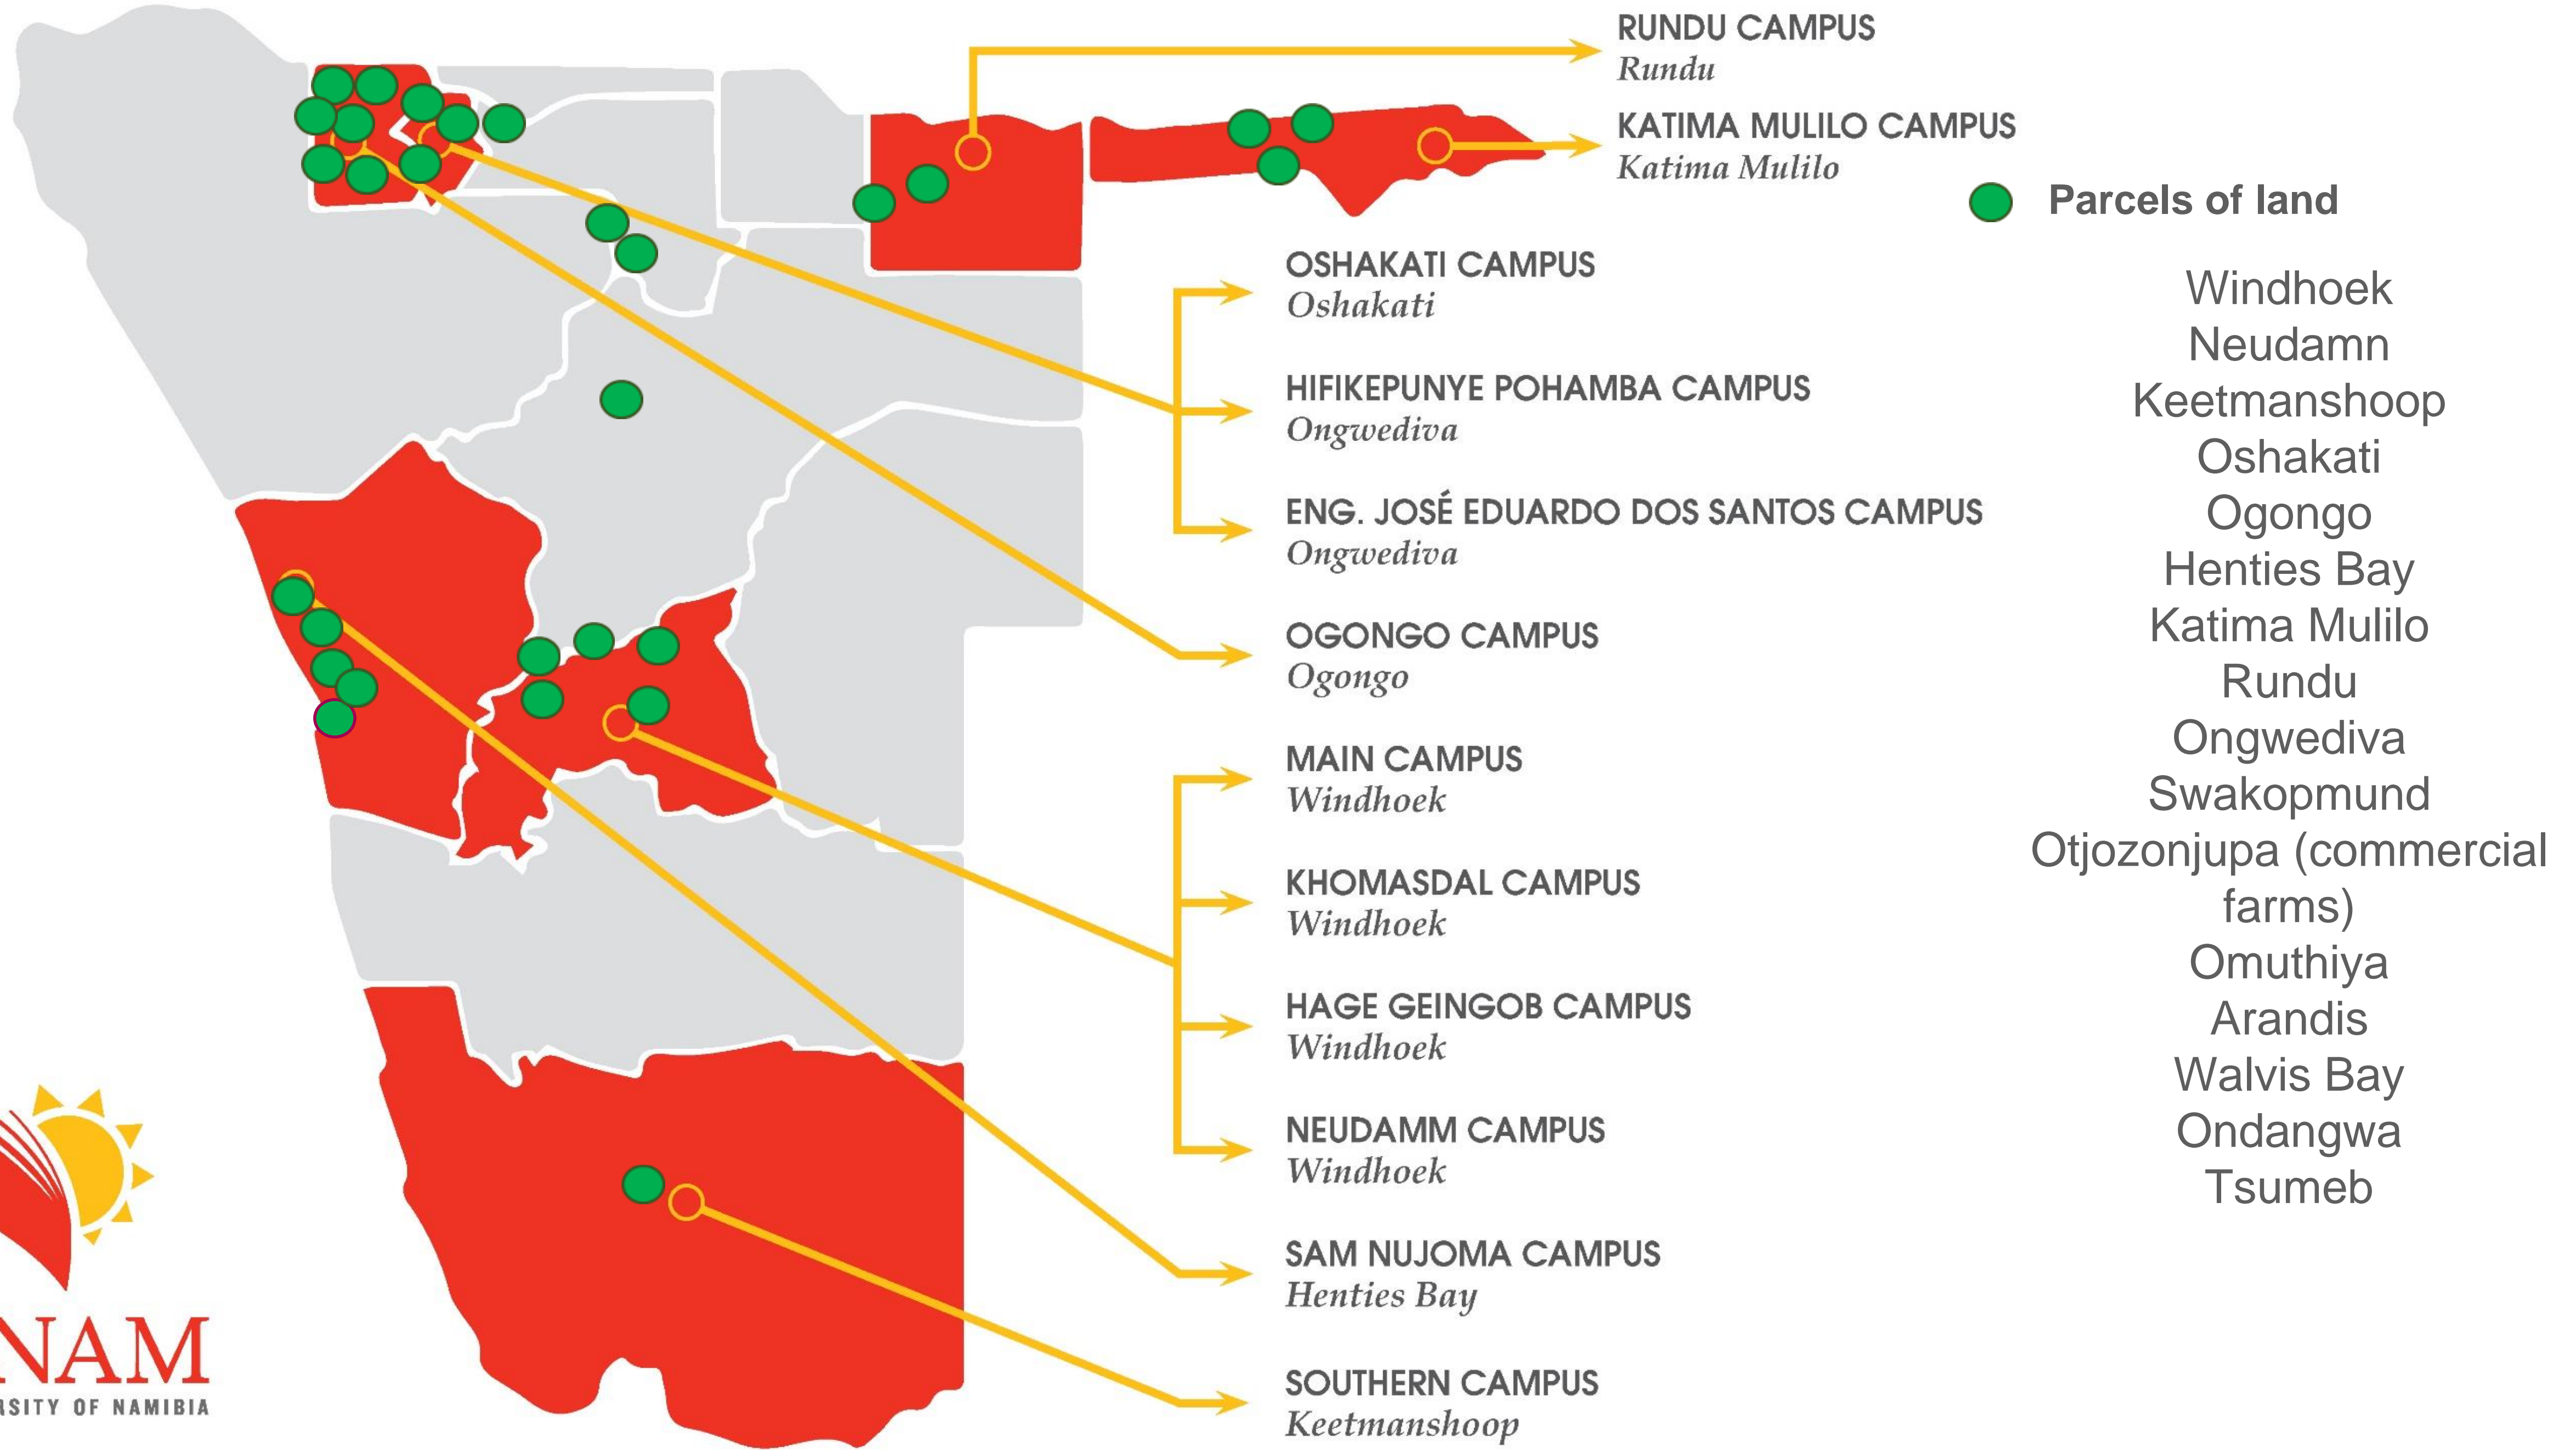 RUNDU CAMPUS
Rundu
KATIMA MULILO CAMPUS
Katima Mulilo
OSHAKATI CAMPUS
Oshakati
HIFIKEPUNYE POHAMBA CAMPUS
Ongwediva
ENG. JOSÉ EDUARDO DOS SANTOS CAMPUS
Ongwediva
OGONGO CAMPUS
Ogongo
MAIN CAMPUS
Windhoek
KHOMASDAL CAMPUS
Windhoek
HAGE GEINGOB CAMPUS
Windhoek
NEUDAMM CAMPUS
Windhoek
SAM NUJOMA CAMPUS
Henties Bay
SOUTHERN CAMPUS
Keetmanshoop
Parcels of land
Windhoek
Neudamn
Keetmanshoop
Oshakati
Ogongo
Henties Bay
Katima Mulilo
Rundu
Ongwediva
Swakopmund
Otjozonjupa (commercial
farms)
Omuthiya
Arandis
Walvis Bay
Ondangwa
Tsumeb
NAM
RSITY OF NAMIBIA